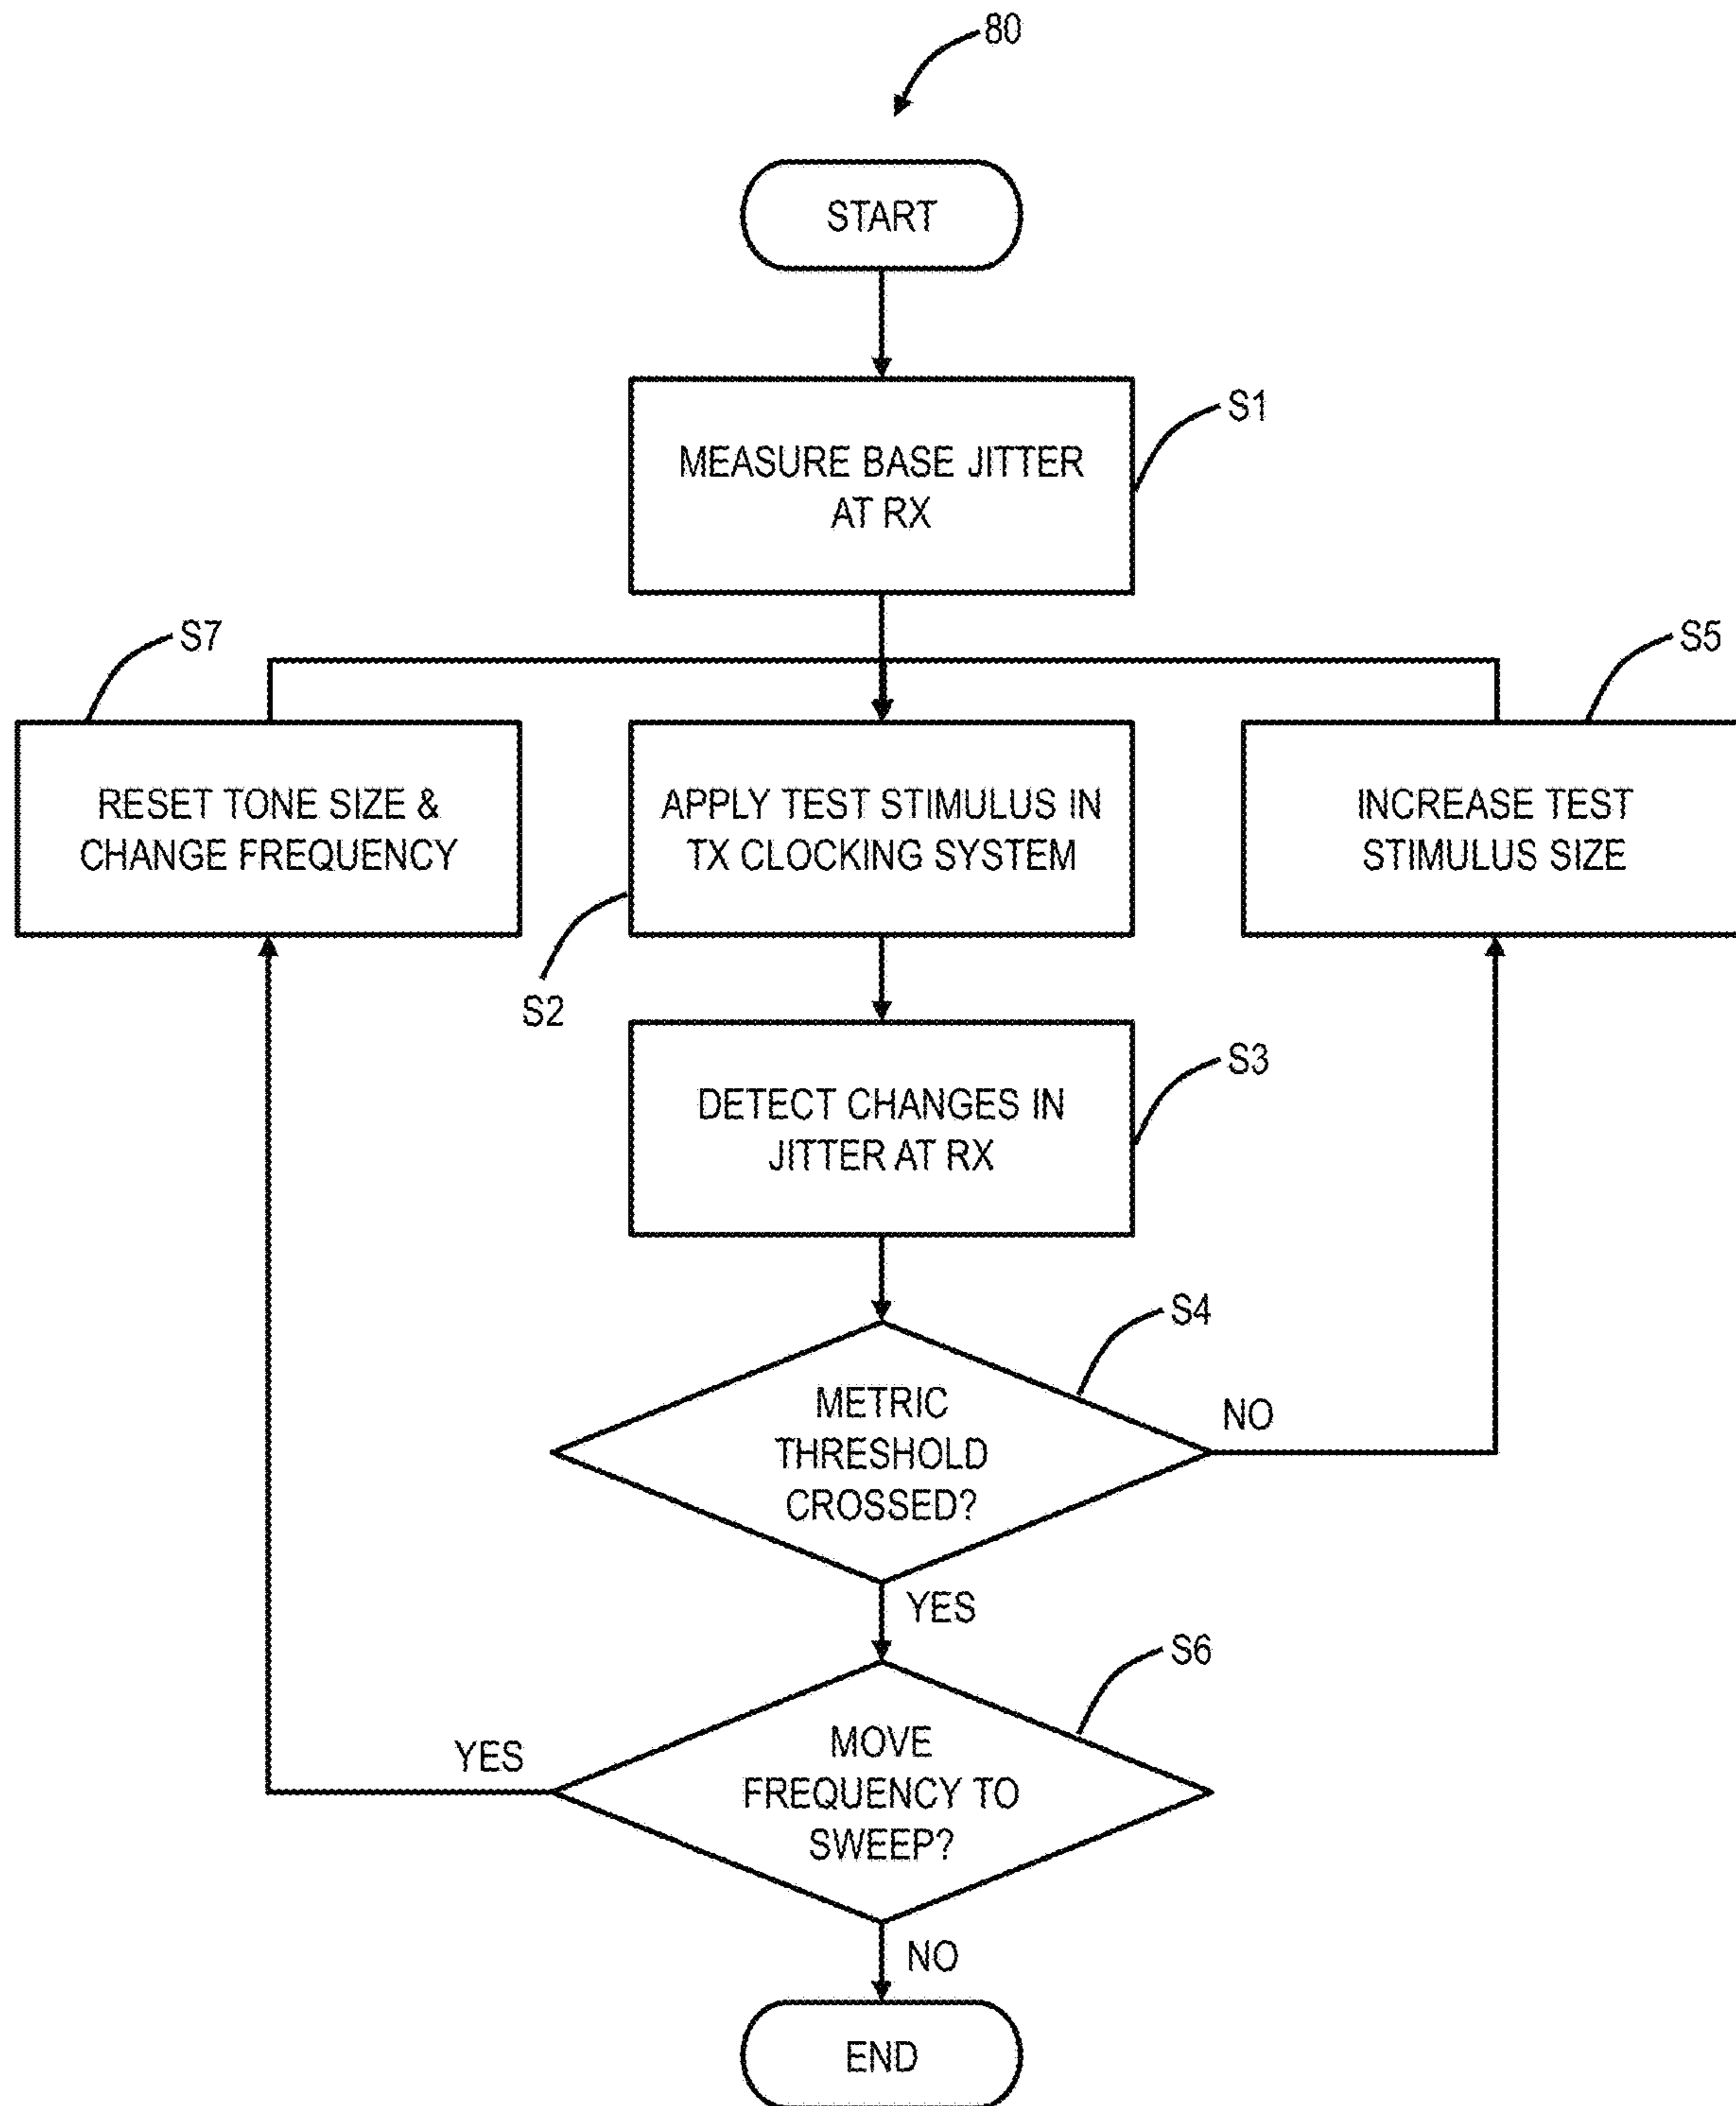 80
START
S1
MEASURE BASE JITTER
AT RX
S7
S5
RESET TONE SIZE &
CHANGE FREQUENCY
APPLY TEST STIMULUS IN
TX CLOCKING SYSTEM
INCREASE TEST
STIMULUS SIZE
S2
S3
DETECT CHANGES IN
JITTER AT RX
S4
METRIC
THRESHOLD
CROSSED?
NO
YES
S6
MOVE
FREQUENCY TO
SWEEP?
YES
NO
END